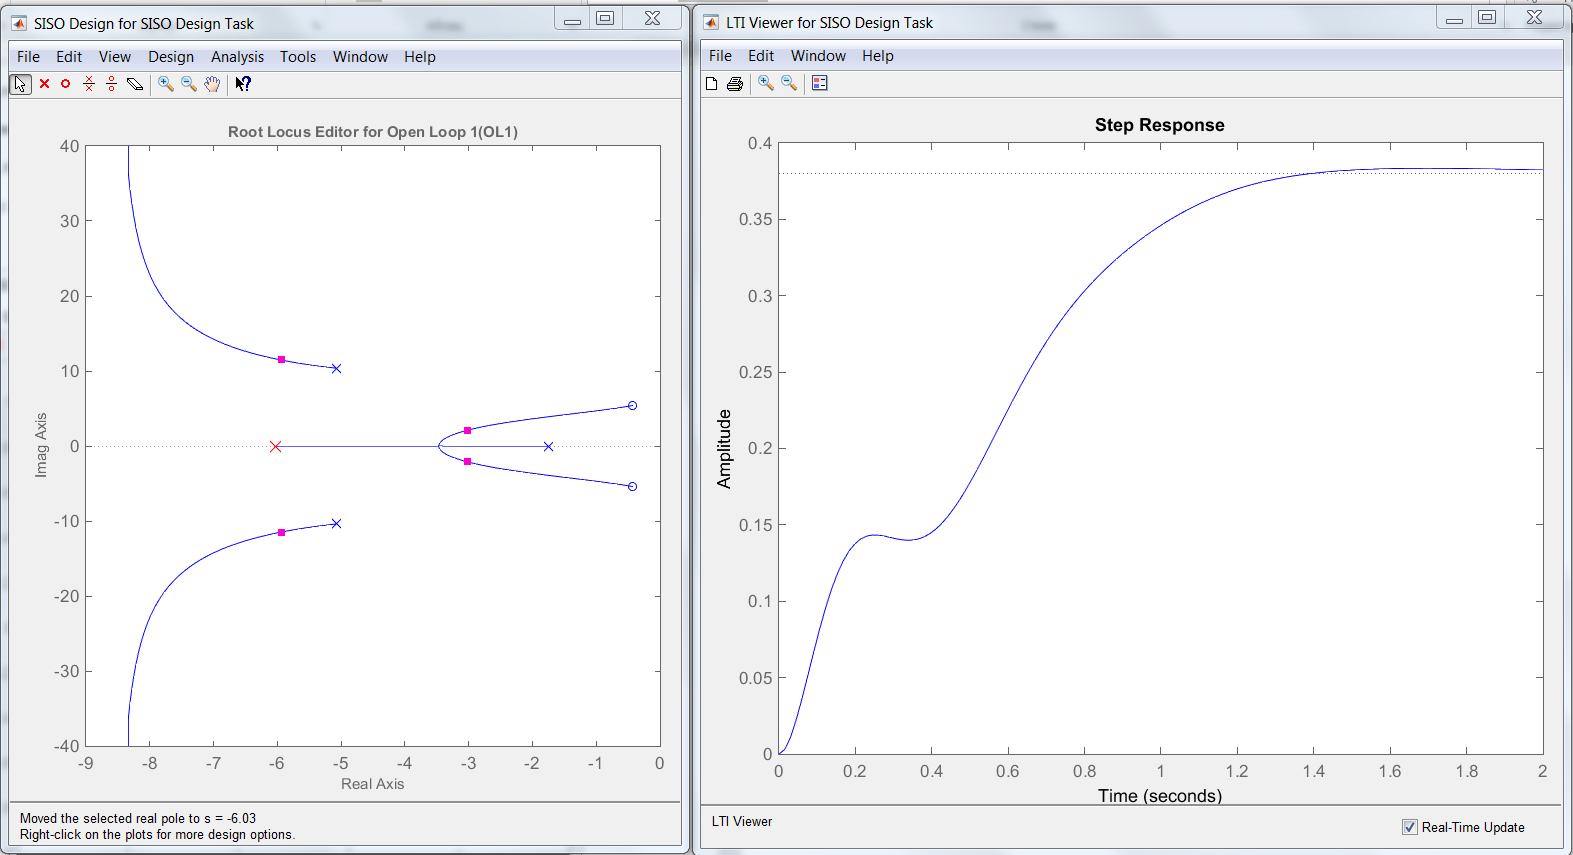 SISO Design for SISO Design Task
File Edit View Design Analysis Tools Window Help
Root Locus Editor for Open Loop 1(OL1)
40
30
20
10
0
-10
-20
-30
-40
Imag Axis
-9 -8 -7 -6 -5 -4 -3 -2 -1 0
Real Axis
Moved the selected real pole to s = -6.03
Right-click on the plots for more design options.
LTI Viewer for SISO Design Task
File Edit Window Help
Step Response
0.4
0.35
0.3
0.25
0.2
0.15
0.1
0.05
0
Amplitude
0 0.2 0.4 0.6 0.8 1 1.2 1.4 1.6 1.8 2
Time (seconds)
LTI Viewer
Real-Time Update